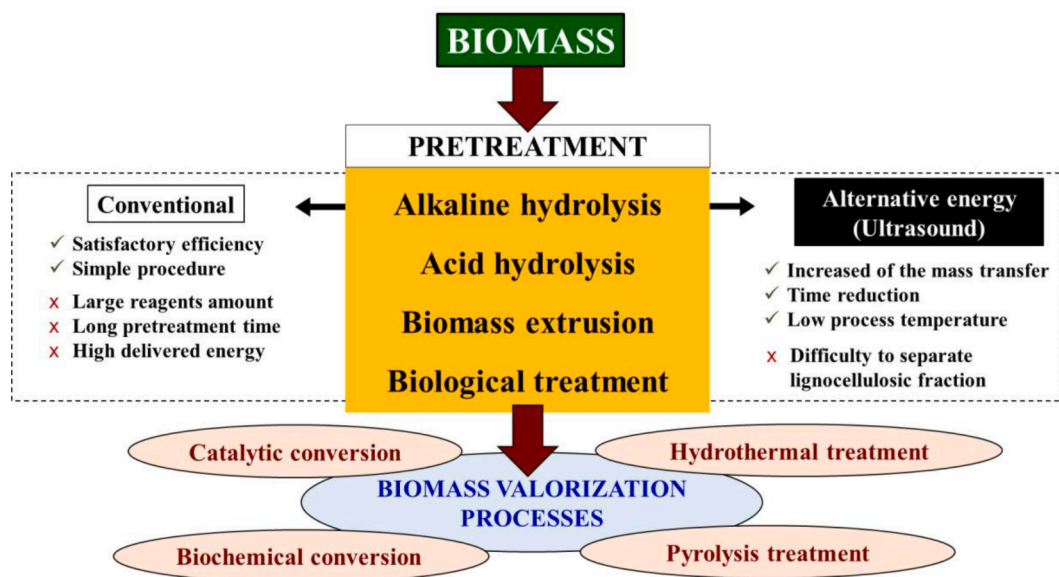 BIOMASS
PRETREATMENT
Conventional
✓ Satisfactory efficiency
✓ Simple procedure
x Large reagents amount
x Long pretreatment time
x High delivered energy
Alkaline hydrolysis
Acid hydrolysis
Biomass extrusion
Biological treatment
Alternative energy
(Ultrasound)
✓ Increased of the mass transfer
✓ Time reduction
✓ Low process temperature
x Difficulty to separate
lignocellulosic fraction
Catalytic conversion
Hydrothermal treatment
BIOMASS VALORIZATION
PROCESSES
Biochemical conversion
Pyrolysis treatment